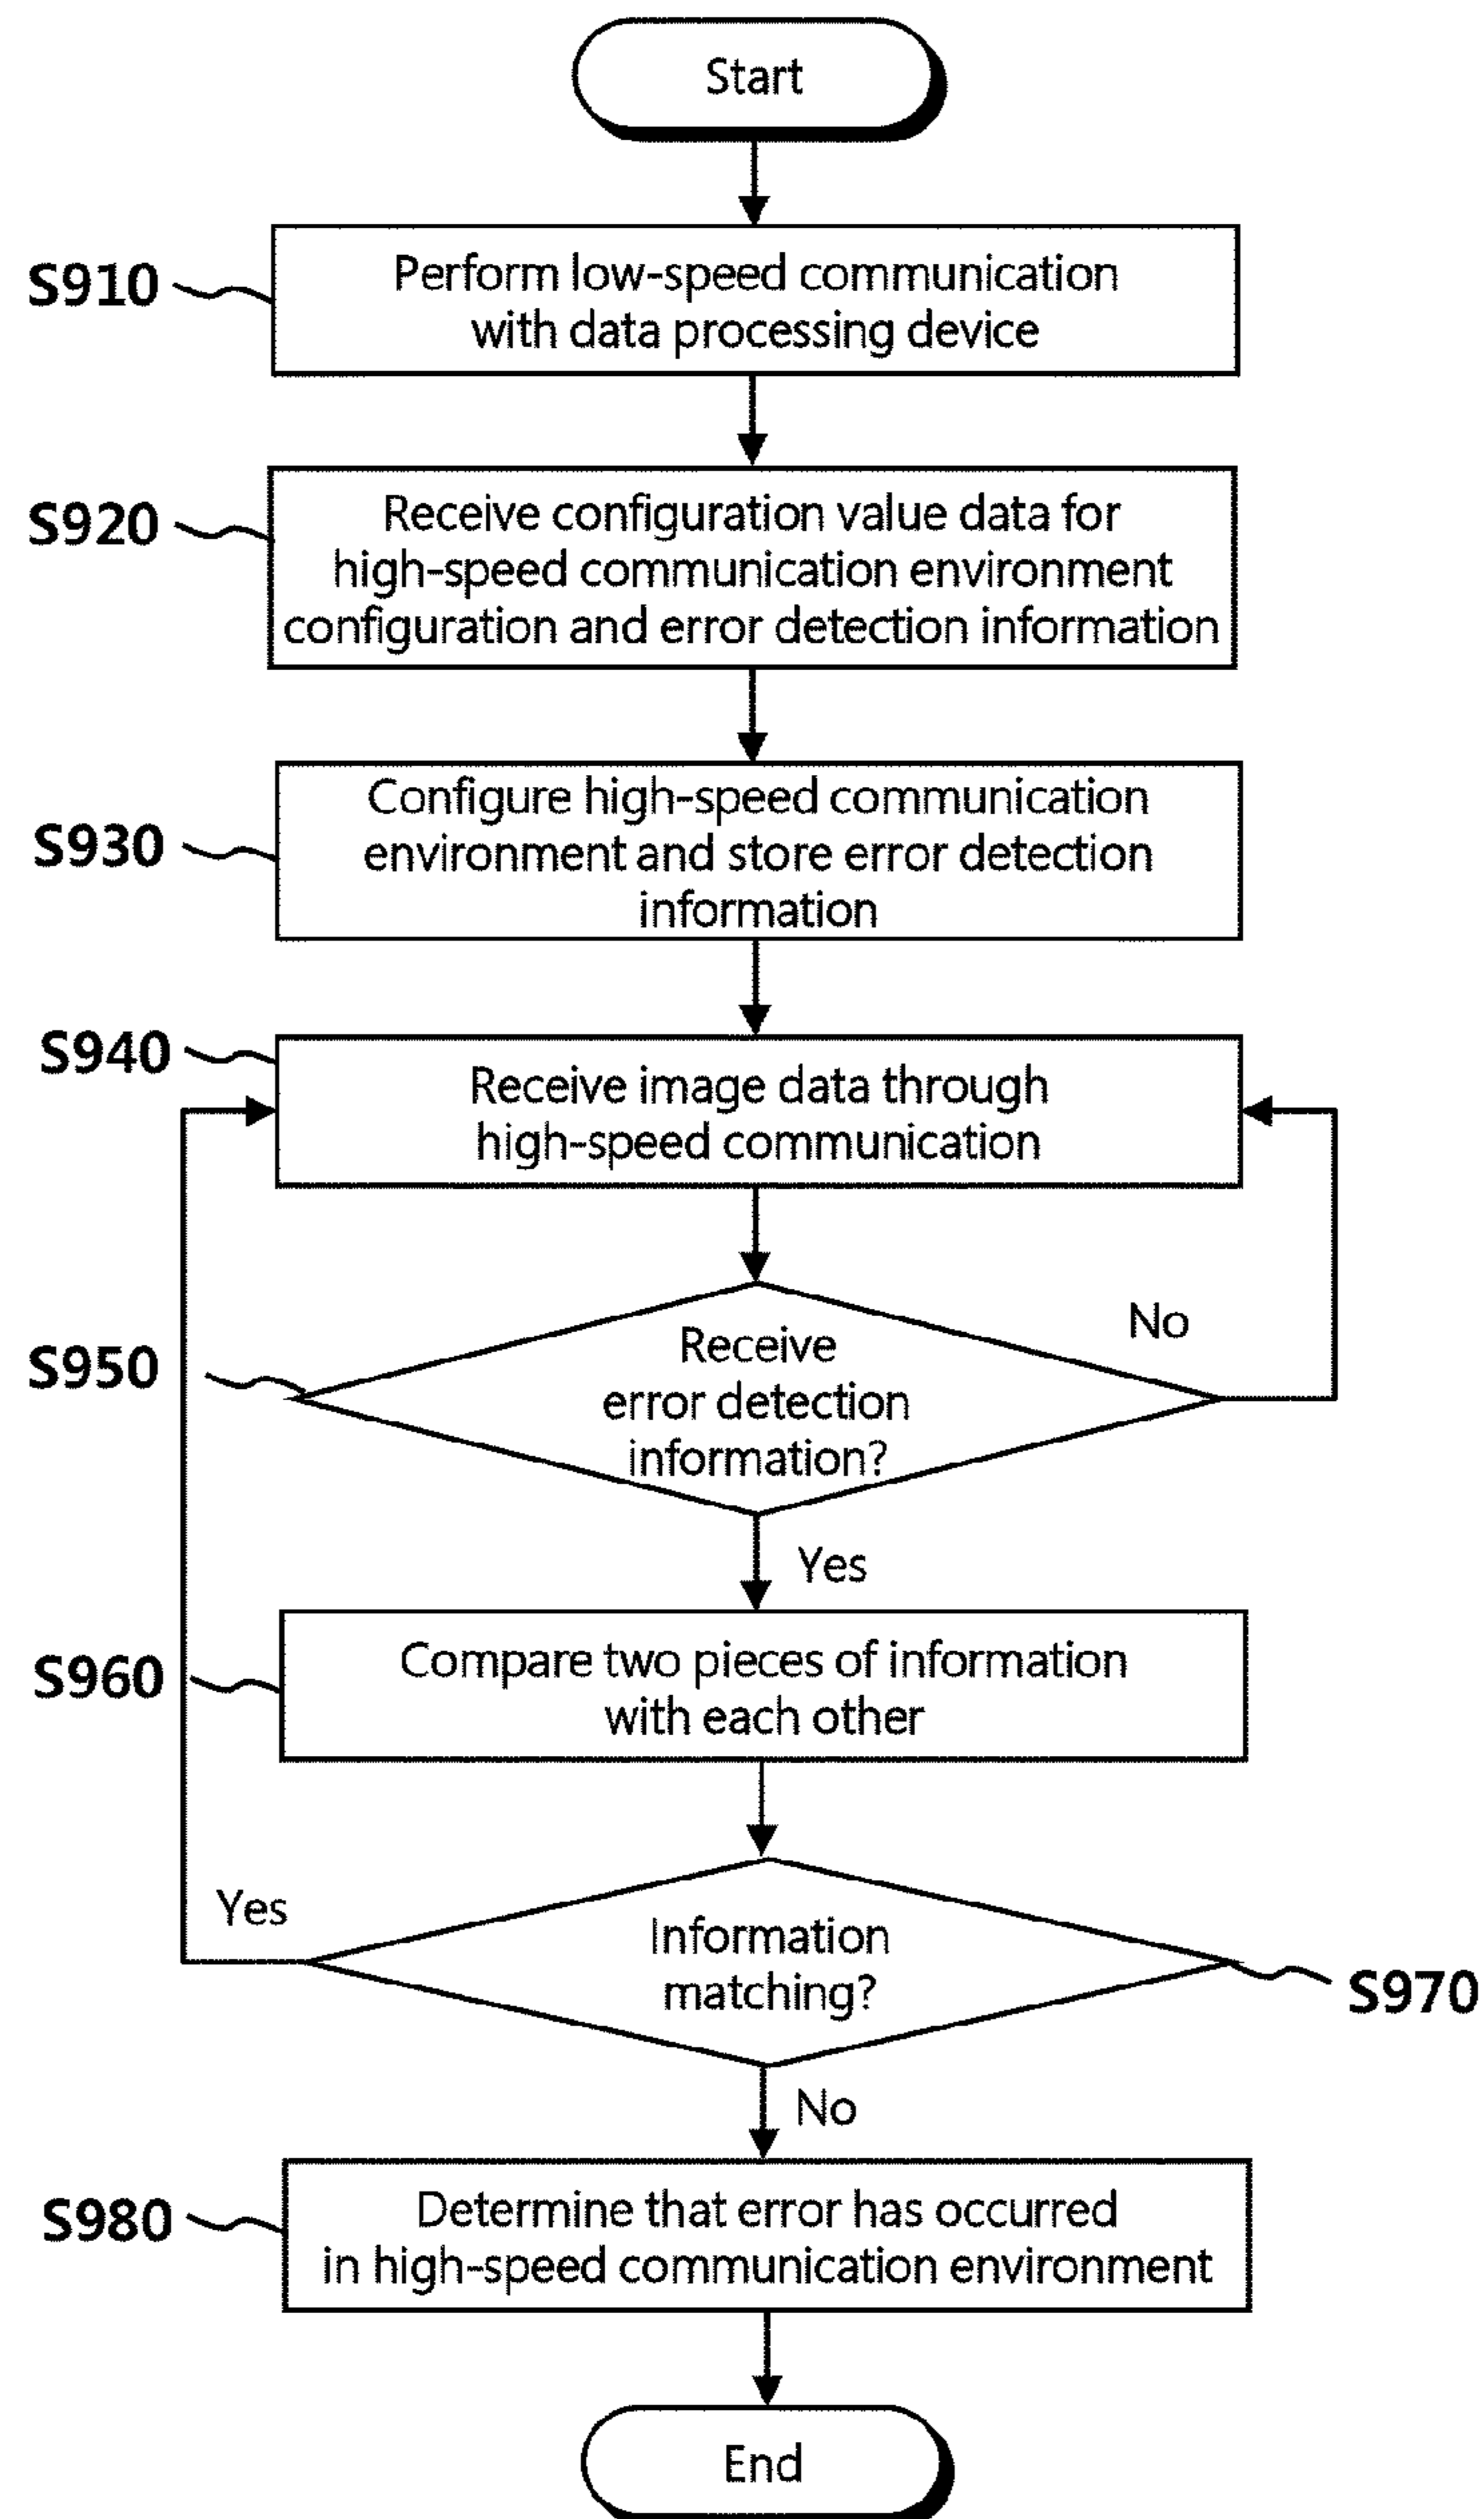 Start
S910
Perform low-speed communication
with data processing device
S920
Receive configuration value data for
high-speed communication environment
configuration and error detection information
S930
Configure high-speed communication
environment and store error detection
information
S940
Receive image data through
high-speed communication
S950
Receive
error detection
information?
No
Yes
S960
Compare two pieces of information
with each other
Yes
Information
matching?
S970
No
S980
Determine that error has occurred
in high-speed communication environment
End